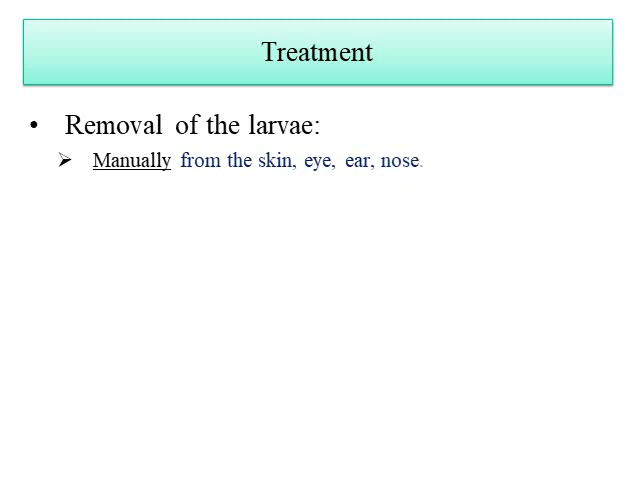 Treatment
• Removal of the larvae:
➢ Manually from the skin, eye, ear, nose.